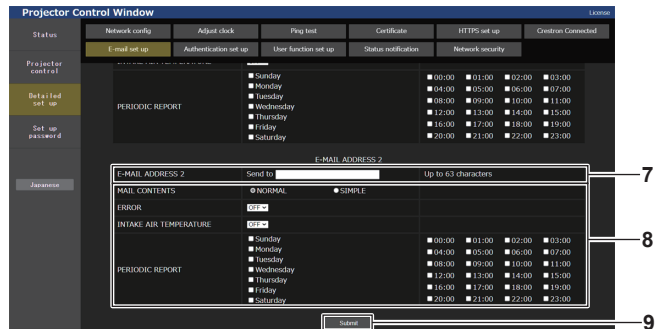 Projector Control Window
License
Status
Network config
Adjust clock
Ping test
Certificate
HTTPS set up
Crestron Connected
E-mail set up
Authentication set up
User function set up
Status notification
Network security
Projector control
Detailed set up
Set up password
Japanese
PERIODIC REPORT
Sunday
Monday
Tuesday
Wednesday
Thursday
Friday
Saturday
00:00 01:00 02:00 03:00
04:00 05:00 06:00 07:00
08:00 09:00 10:00 11:00
12:00 13:00 14:00 15:00
16:00 17:00 18:00 19:00
20:00 21:00 22:00 23:00
E-MAIL ADDRESS 2
E-MAIL ADDRESS 2 Send to Up to 63 characters
7
MAIL CONTENTS NORMAL SIMPLE
ERROR OFF
INTAKE AIR TEMPERATURE OFF
8
PERIODIC REPORT
Sunday
Monday
Tuesday
Wednesday
Thursday
Friday
Saturday
00:00 01:00 02:00 03:00
04:00 05:00 06:00 07:00
08:00 09:00 10:00 11:00
12:00 13:00 14:00 15:00
16:00 17:00 18:00 19:00
20:00 21:00 22:00 23:00
Submit
9